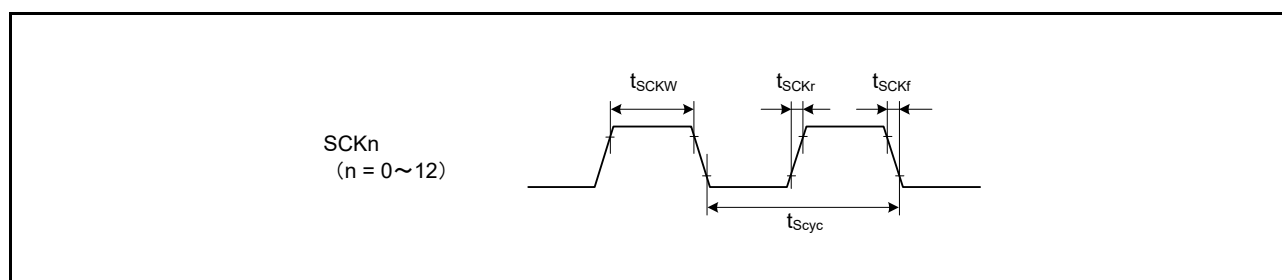 tSCKW tSCKr tSCKf
SCKn
（n = 0～12）
tScyc